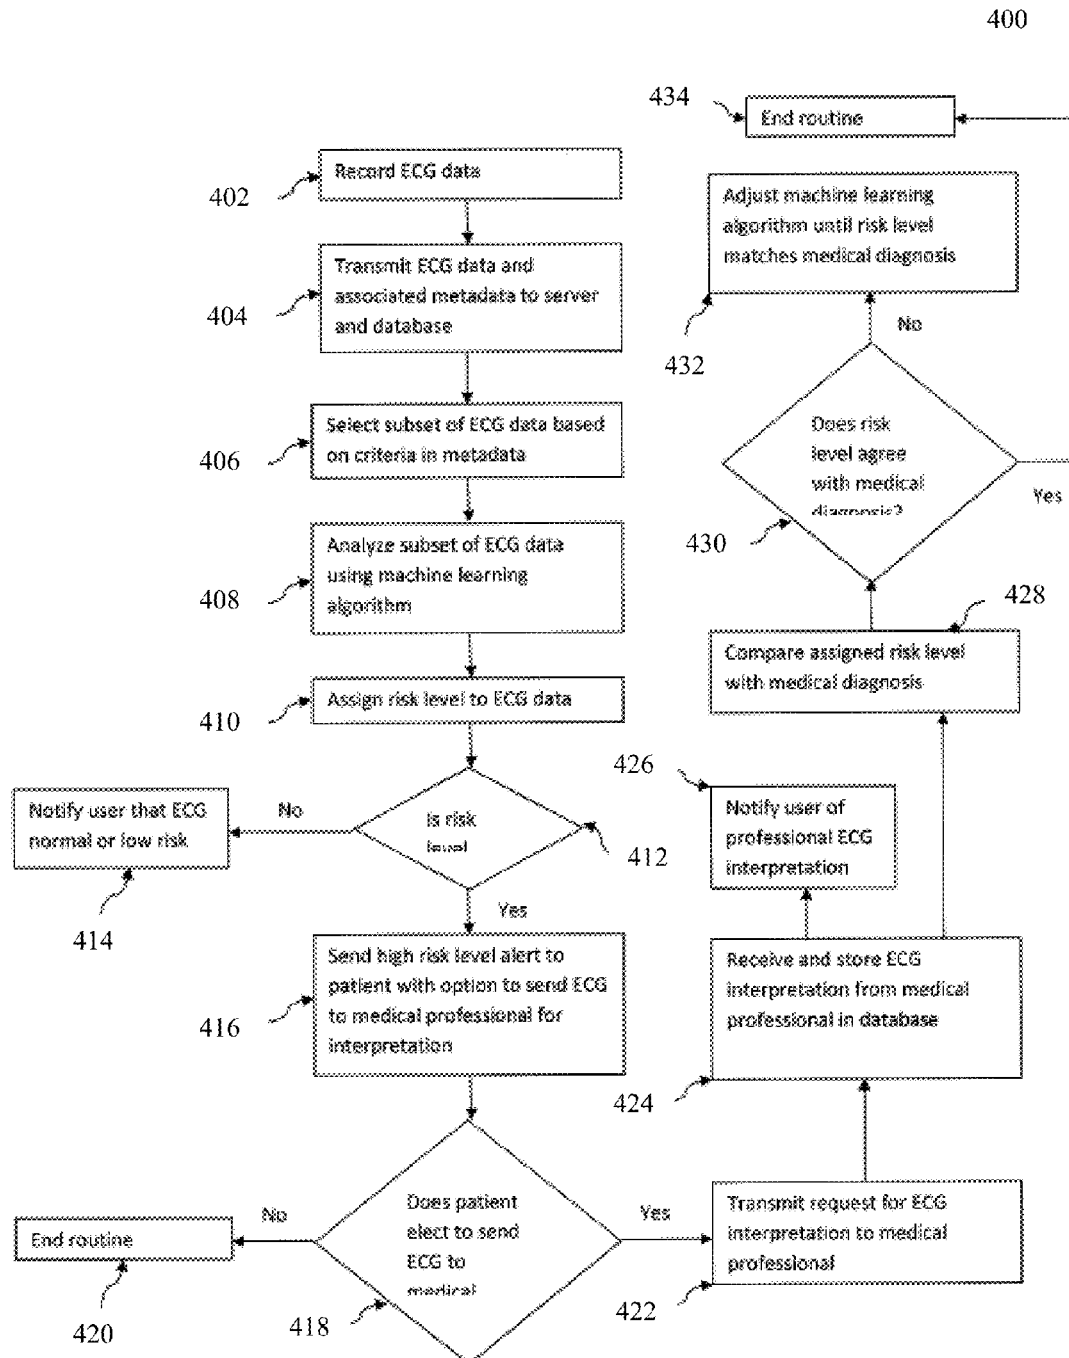 400
402
Record ECG data
404
Transmit ECG data and
associated metadata to server
and database
406
Select subset of ECG data based
on criteria in metadata
408
Analyze subset of ECG data
using machine learning
algorithm
410
Assign risk level to ECG data
Is risk
level
412
No
Notify user that ECG
normal or low risk
414
Yes
Send high risk level alert to
patient with option to send ECG
to medical professional for
interpretation
416
Does patient
elect to send
ECG to
medical
418
No
End routine
420
Yes
Transmit request for ECG
interpretation to medical
professional
422
Receive and store ECG
interpretation from medical
professional in database
424
426
Notify user of
professional ECG
interpretation
428
Compare assigned risk level
with medical diagnosis
Does risk
level agree
with medical
diagnosis?
430
No
Yes
Adjust machine learning
algorithm until risk level
matches medical diagnosis
432
434
End routine